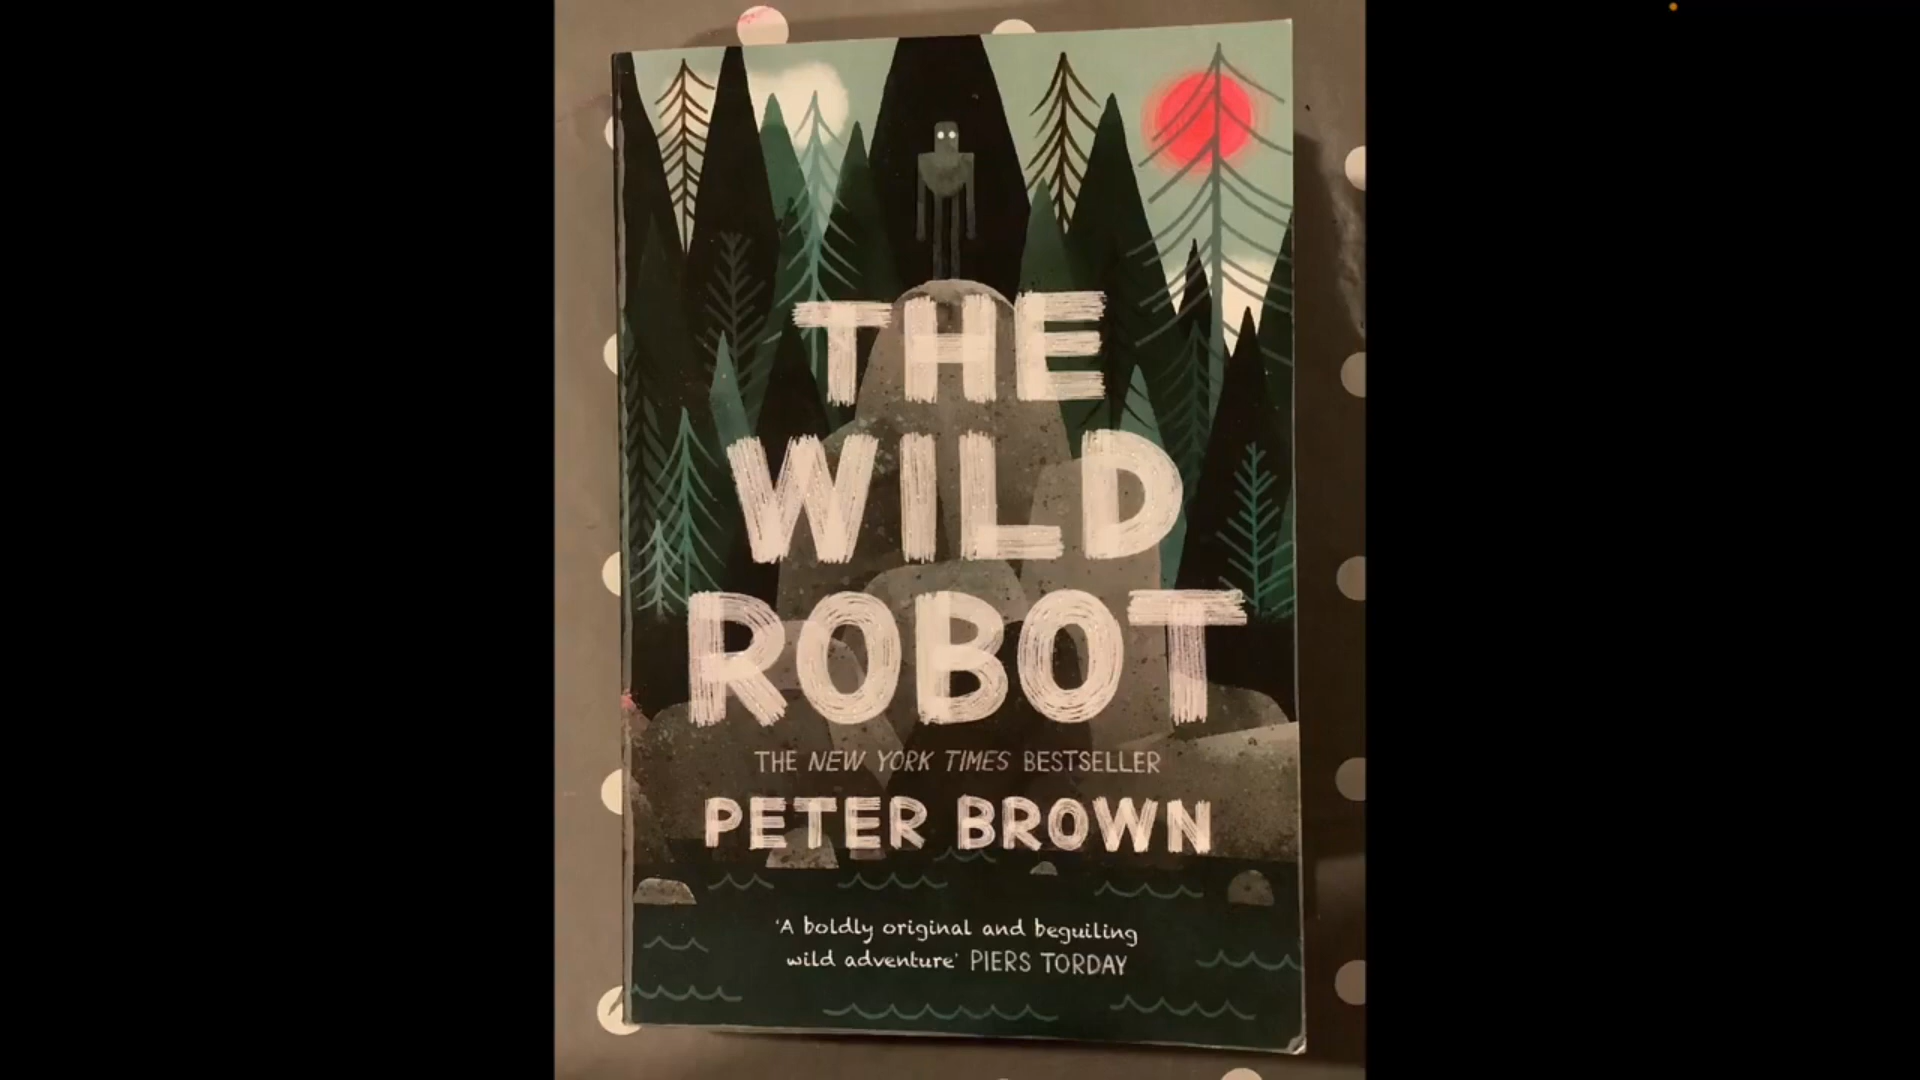 THE
WILD
ROBOT
THE NEW YORK TIMES BESTSELLER
PETER BROWN
'A boldly original and beguiling
wild adventure' PIERS TORDAY